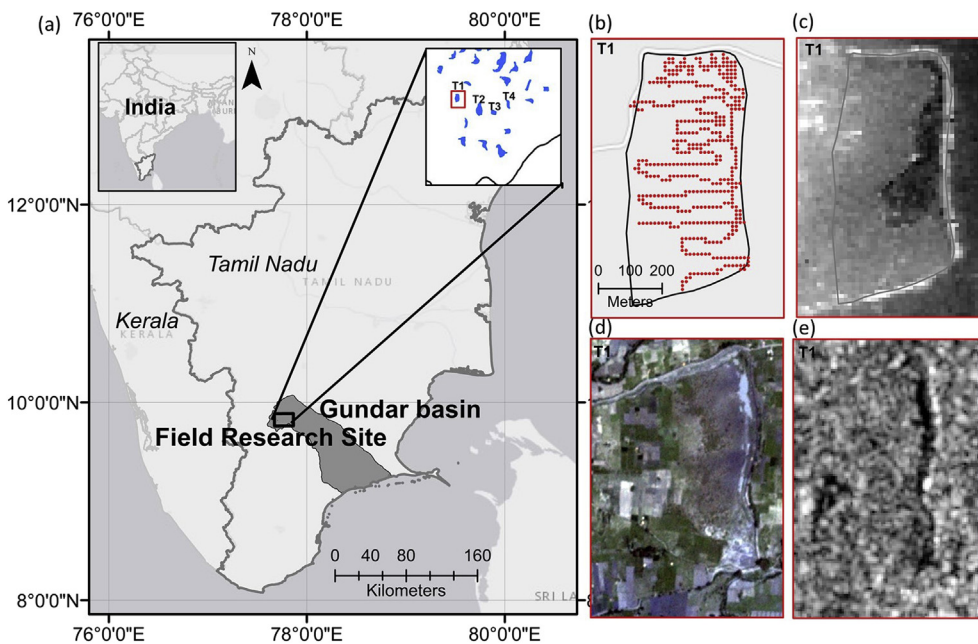 (a)
(b)
(c)
76°0'0"E 78°0'0"E 80°0'0"E
N
India
T1
T2
T3
T4
T1
T1
12°0'0"N
Tamil Nadu
TAMIL NADU
Kerala
KERALA
0 100 200
Meters
(d)
(e)
T1
T1
10°0'0"N
Gundar basin
Field Research Site
0 40 80 160
Kilometers
8°0'0"N
SRI LA
76°0'0"E 78°0'0"E 80°0'0"E